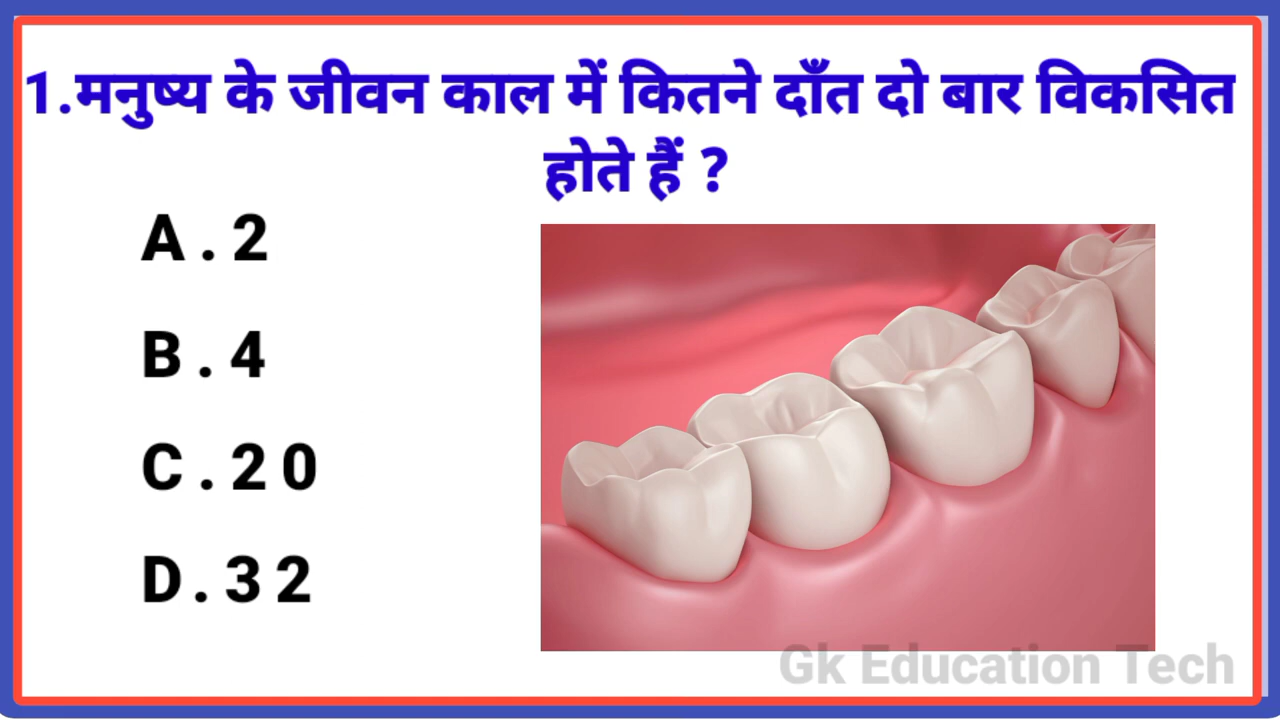 1.मनुष्य के जीवन काल में कितने दाँत दो बार विकसित
होते हैं ?
A . 2
B . 4
C . 2 0
D . 3 2
Gk Education Tech